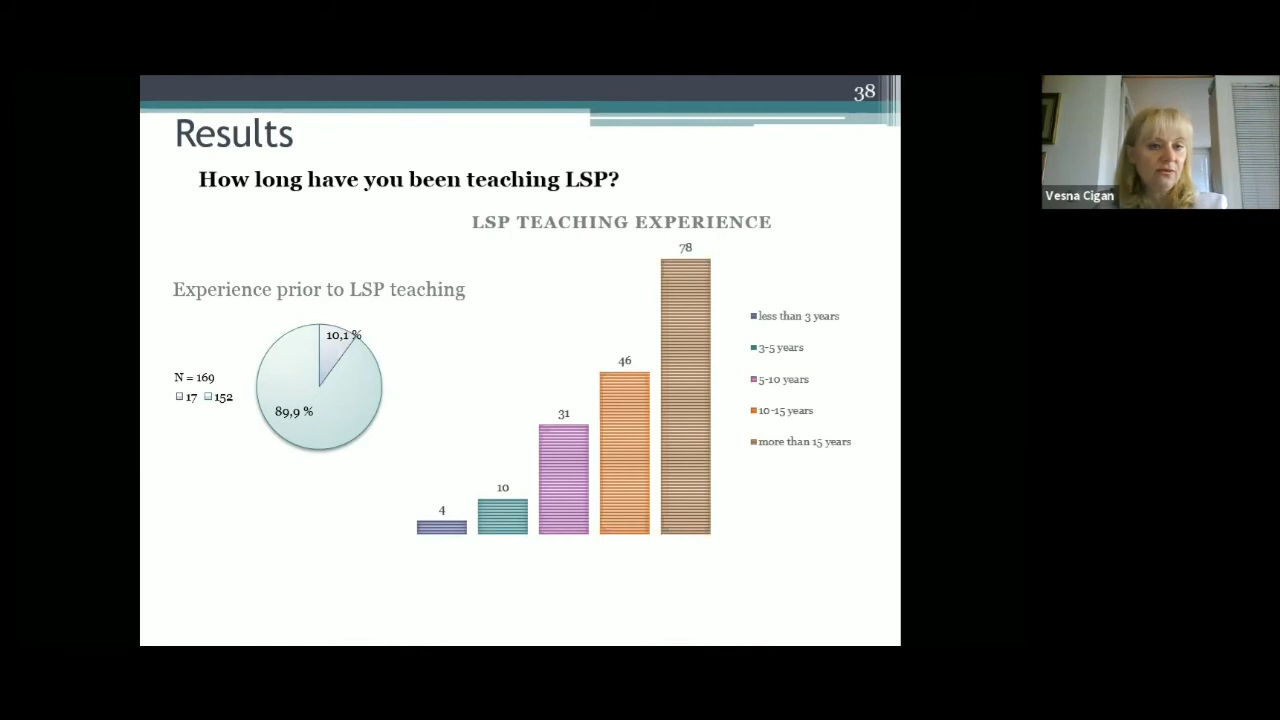 38
Results
How long have you been teaching LSP?
LSP TEACHING EXPERIENCE
Experience prior to LSP teaching
10,1 %
89,9 %
N = 169
17 152
4
10
31
46
78
less than 3 years
3-5 years
5-10 years
10-15 years
more than 15 years
Vesna Cigan